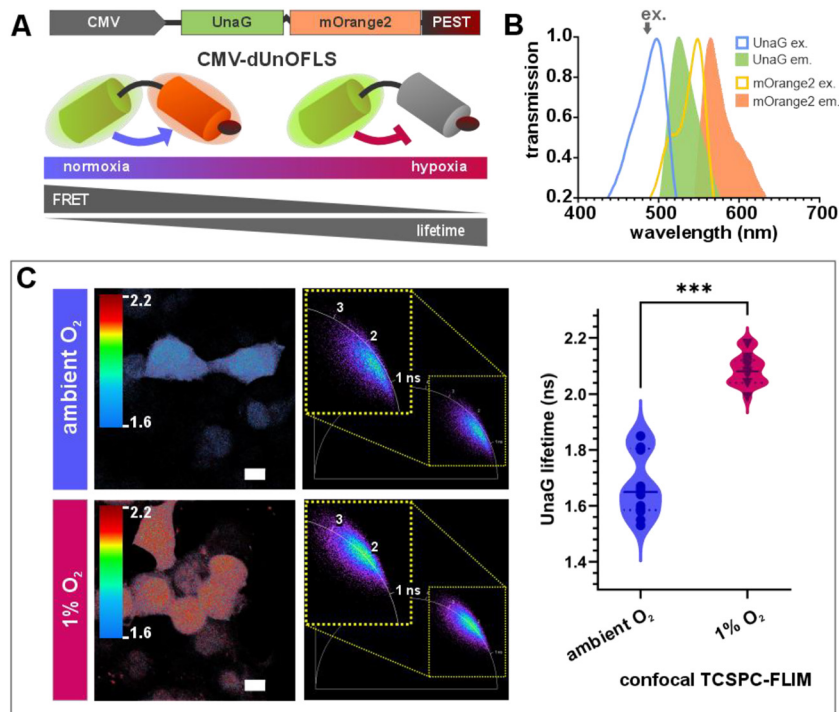 A
CMV
UnaG
mOrange2
PEST
CMV-dUnOFLS
normoxia
hypoxia
FRET
lifetime
B
ex.
UnaG ex.
UnaG em.
mOrange2 ex.
mOrange2 em.
transmission
1.0
0.8
0.6
0.4
0.2
400
500
600
700
wavelength (nm)
C
ambient O₂
2.2
1.6
3
2
1 ns
1% O₂
2.2
1.6
3
2
1 ns
***
UnaG lifetime (ns)
2.2
2.0
1.8
1.6
1.4
ambient O₂
1% O₂
confocal TCSPC-FLIM